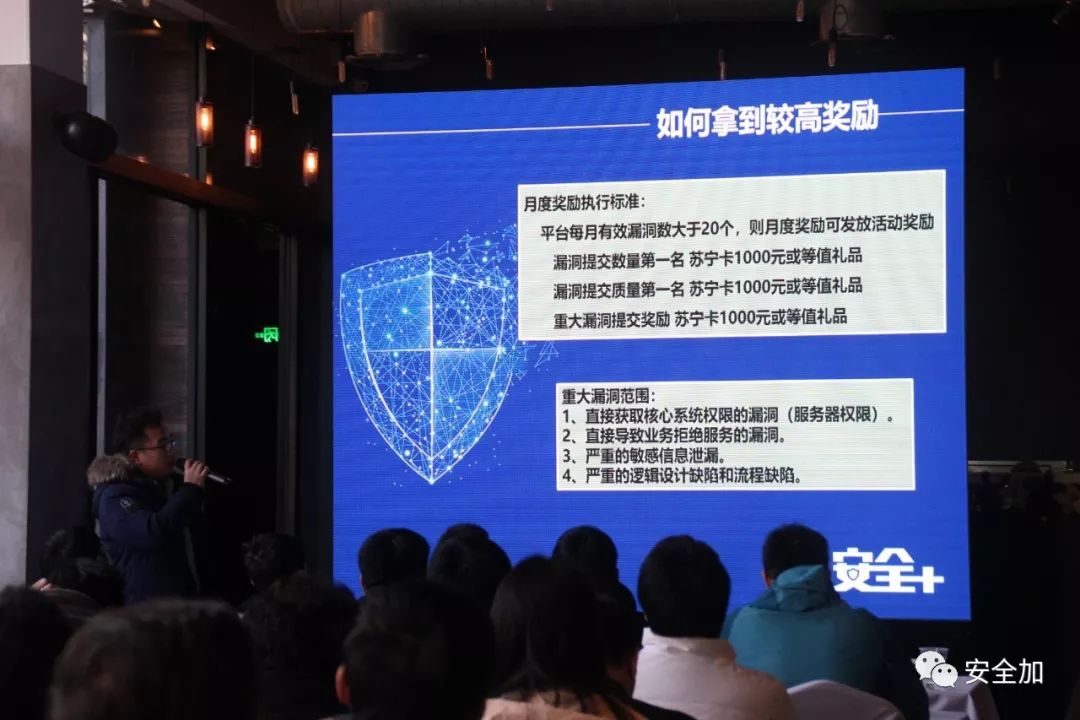 如何拿到较高奖励
月度奖励执行标准：
平台每月有效漏洞数大于20个，则月度奖励可发放活动奖励
漏洞提交数量第一名 苏宁卡1000元或等值礼品
漏洞提交质量第一名 苏宁卡1000元或等值礼品
重大漏洞提交奖励 苏宁卡1000元或等值礼品
重大漏洞范围：
1、直接获取核心系统权限的漏洞（服务器权限）。
2、直接导致业务拒绝服务的漏洞。
3、严重的敏感信息泄漏。
4、严重的逻辑设计缺陷和流程缺陷。
安全+
安全加